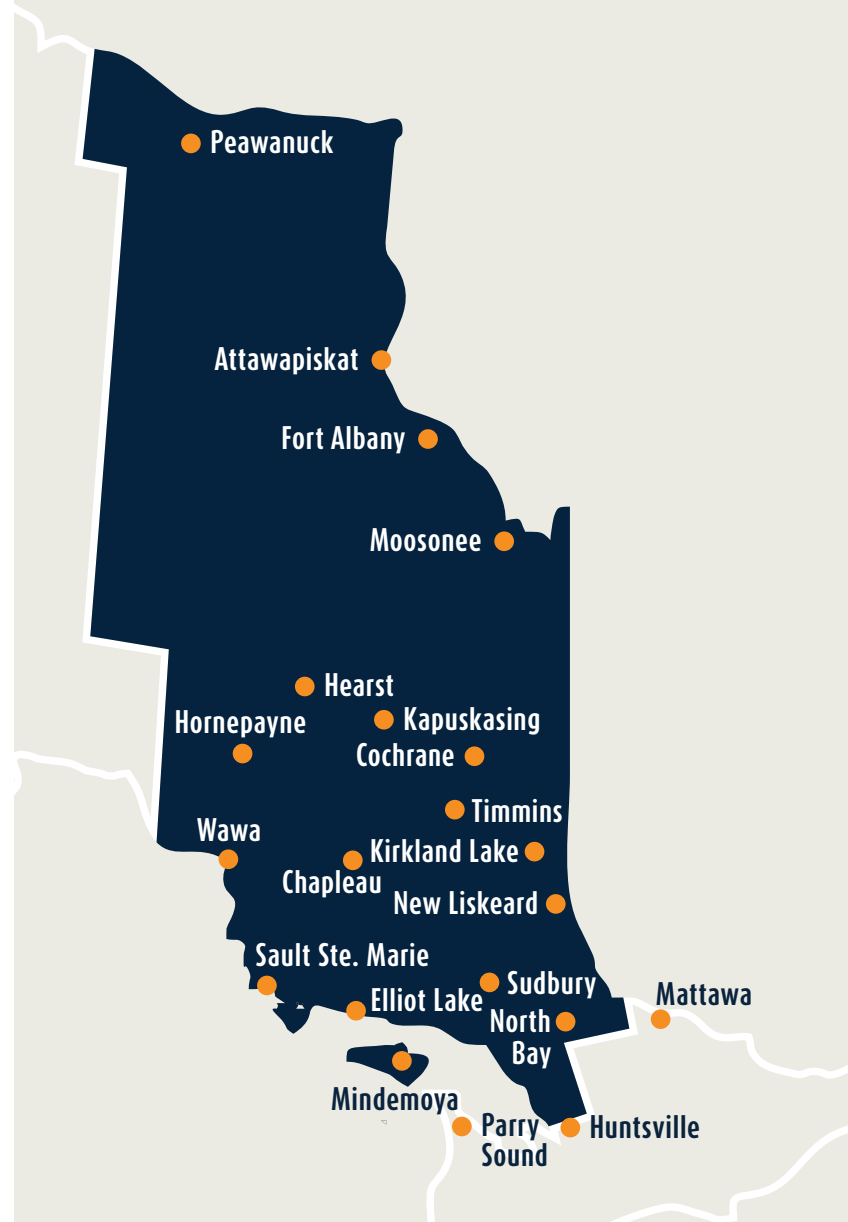 Peawanuck
Attawapiskat
Fort Albany
Moosonee
Hearst
Kapuskasing
Hornepayne
Cochrane
Timmins
Wawa
Kirkland Lake
Chapleau
New Liskeard
Sault Ste. Marie
Sudbury
Elliot Lake
Mattawa
North
Bay
Mindemoya
Parry
Sound
Huntsville